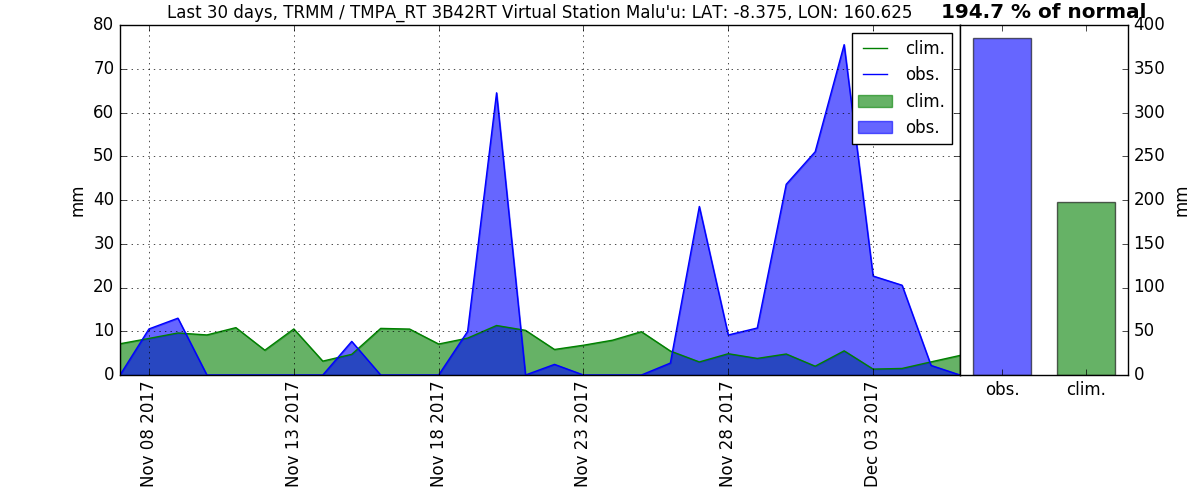 Last 30 days, TRMM / TMPA_RT 3B42RT Virtual Station Malu'u: LAT: -8.375, LON: 160.625
194.7 % of normal
80
70
60
50
40
30
20
10
0
mm
clim.
obs.
clim.
obs.
400
350
300
250
200
150
100
50
0
mm
obs.
clim.
Nov 08 2017
Nov 13 2017
Nov 18 2017
Nov 23 2017
Nov 28 2017
Dec 03 2017